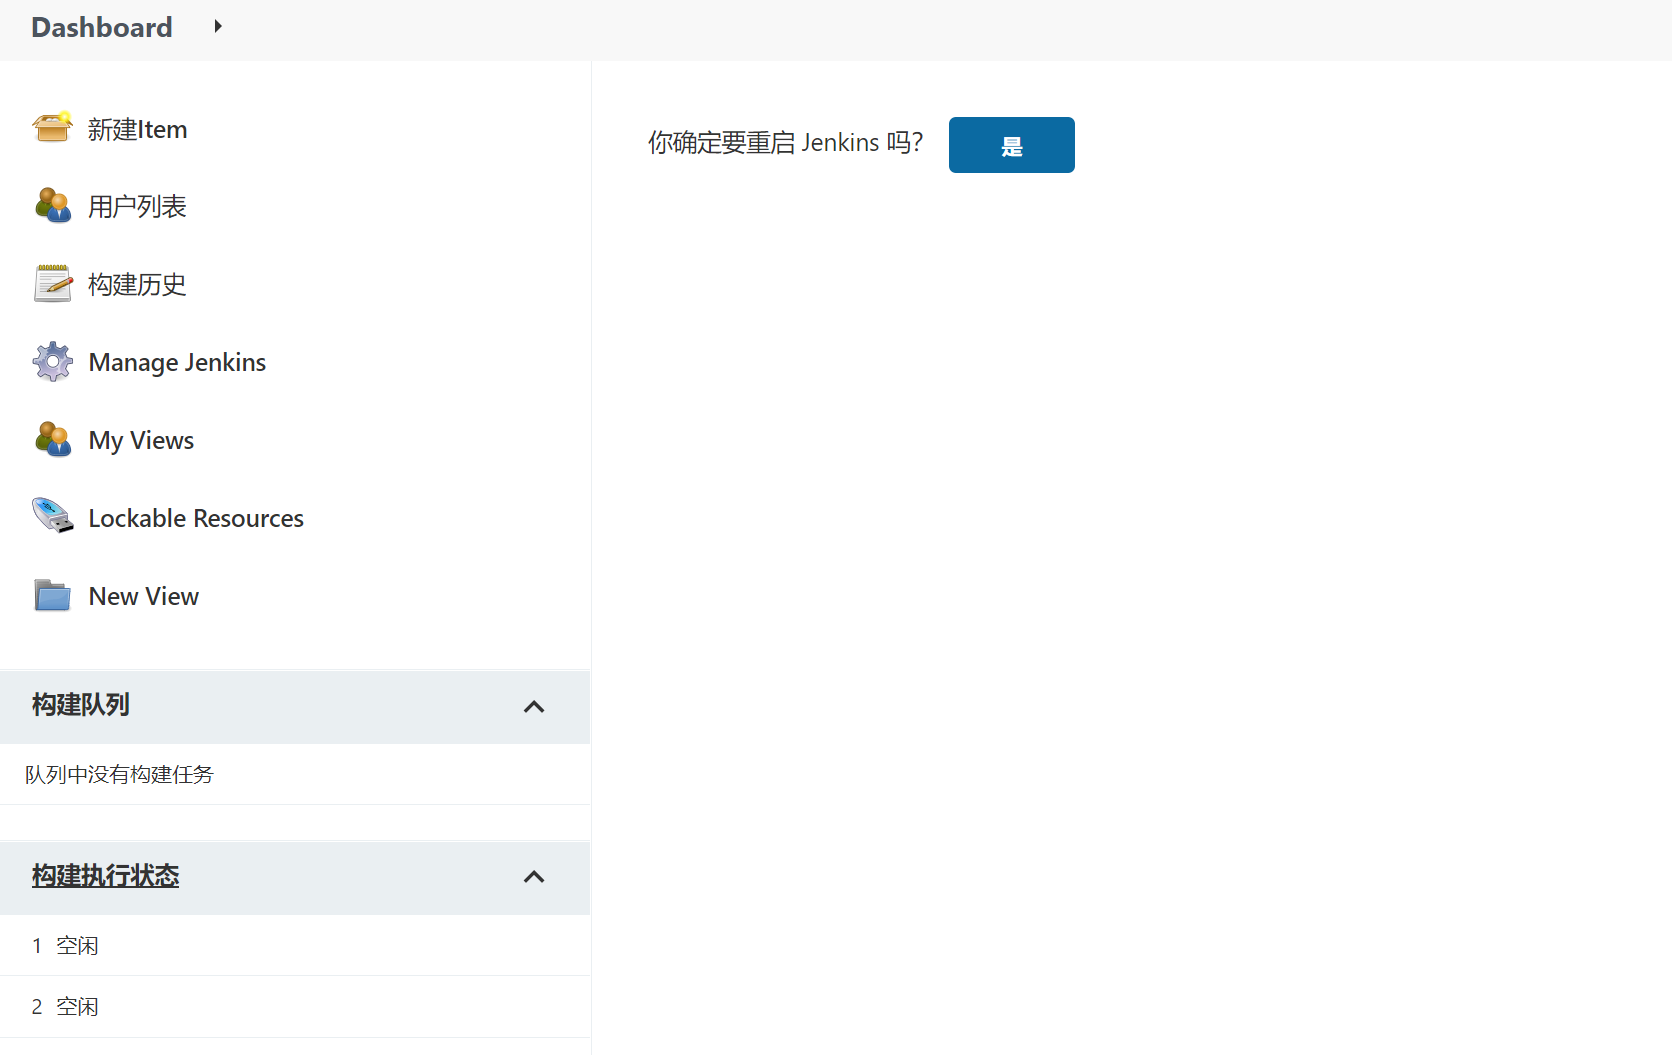 Dashboard
新建Item
用户列表
构建历史
Manage Jenkins
My Views
Lockable Resources
New View
构建队列
队列中没有构建任务
构建执行状态
1 空闲
2 空闲
你确定要重启 Jenkins 吗?
是